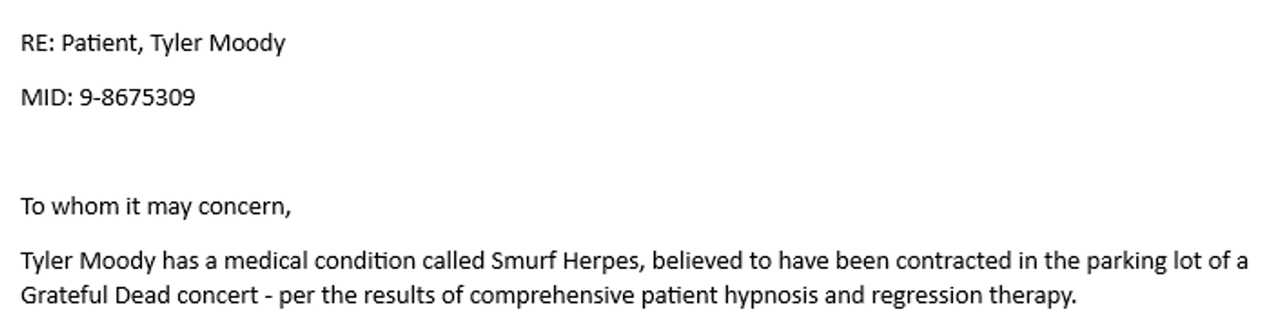 RE: Patient, Tyler Moody
MID: 9-8675309
To whom it may concern,
Tyler Moody has a medical condition called Smurf Herpes, believed to have been contracted in the parking lot of a
Grateful Dead concert - per the results of comprehensive patient hypnosis and regression therapy.